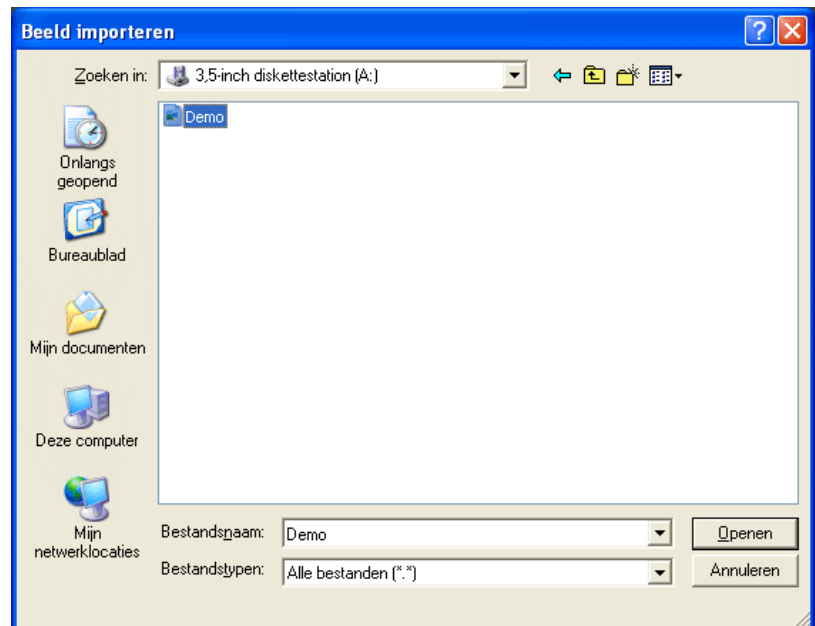 Beeld importeren
Zoeken in:
3,5-inch diskettestation (A:)
Demo
Onlangs
geopend
Bureaublad
Mijn documenten
Deze computer
Mijn
netwerklocaties
Bestandsnaam:
Demo
Openen
Bestandstypen:
Alle bestanden (*.*)
Annuleren